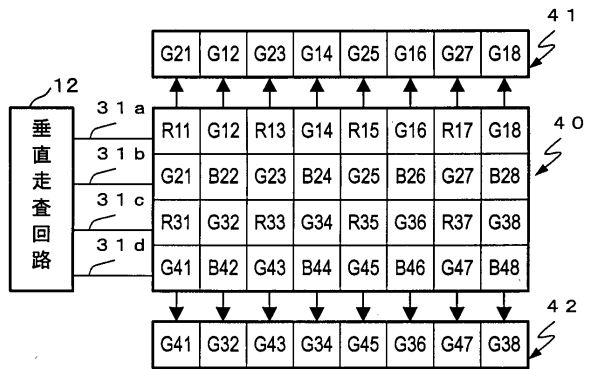 41
G21 G12 G23 G14 G25 G16 G27 G18
12
垂直走査回路
31a
31b
31c
31d
R11 G12 R13 G14 R15 G16 R17 G18
G21 B22 G23 B24 G25 B26 G27 B28
R31 G32 R33 G34 R35 G36 R37 G38
G41 B42 G43 B44 G45 B46 G47 B48
40
42
G41 G32 G43 G34 G45 G36 G47 G38